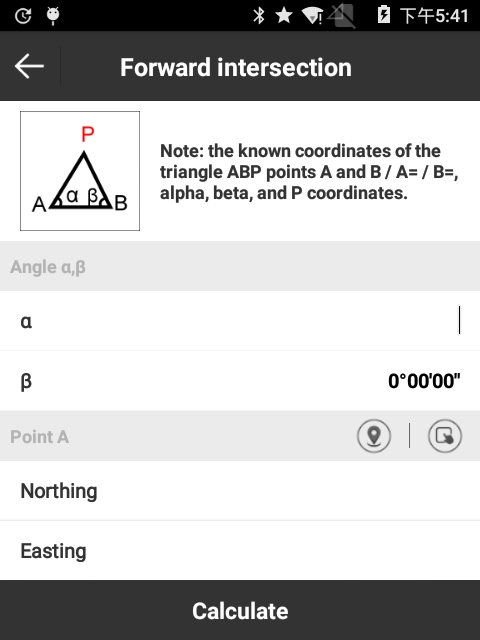 下午5:41
Forward intersection
P
A α β B
Note: the known coordinates of the
triangle ABP points A and B / A= / B=,
alpha, beta, and P coordinates.
Angle α,β
α
β 0°00'00"
Point A
Northing
Easting
Calculate